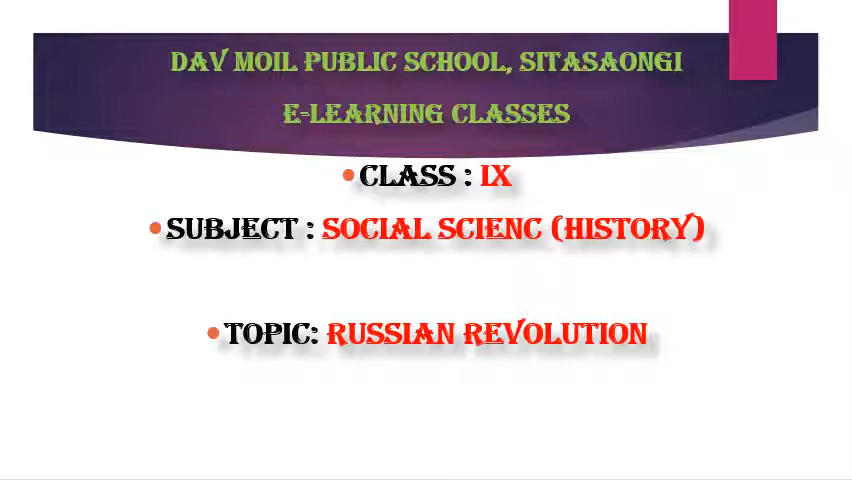 DAV MOIL PUBLIC SCHOOL, SITASAONGI
E-LEARNING CLASSES
•CLASS : IX
•SUBJECT : SOCIAL SCIENC (HISTORY)
•TOPIC: RUSSIAN REVOLUTION